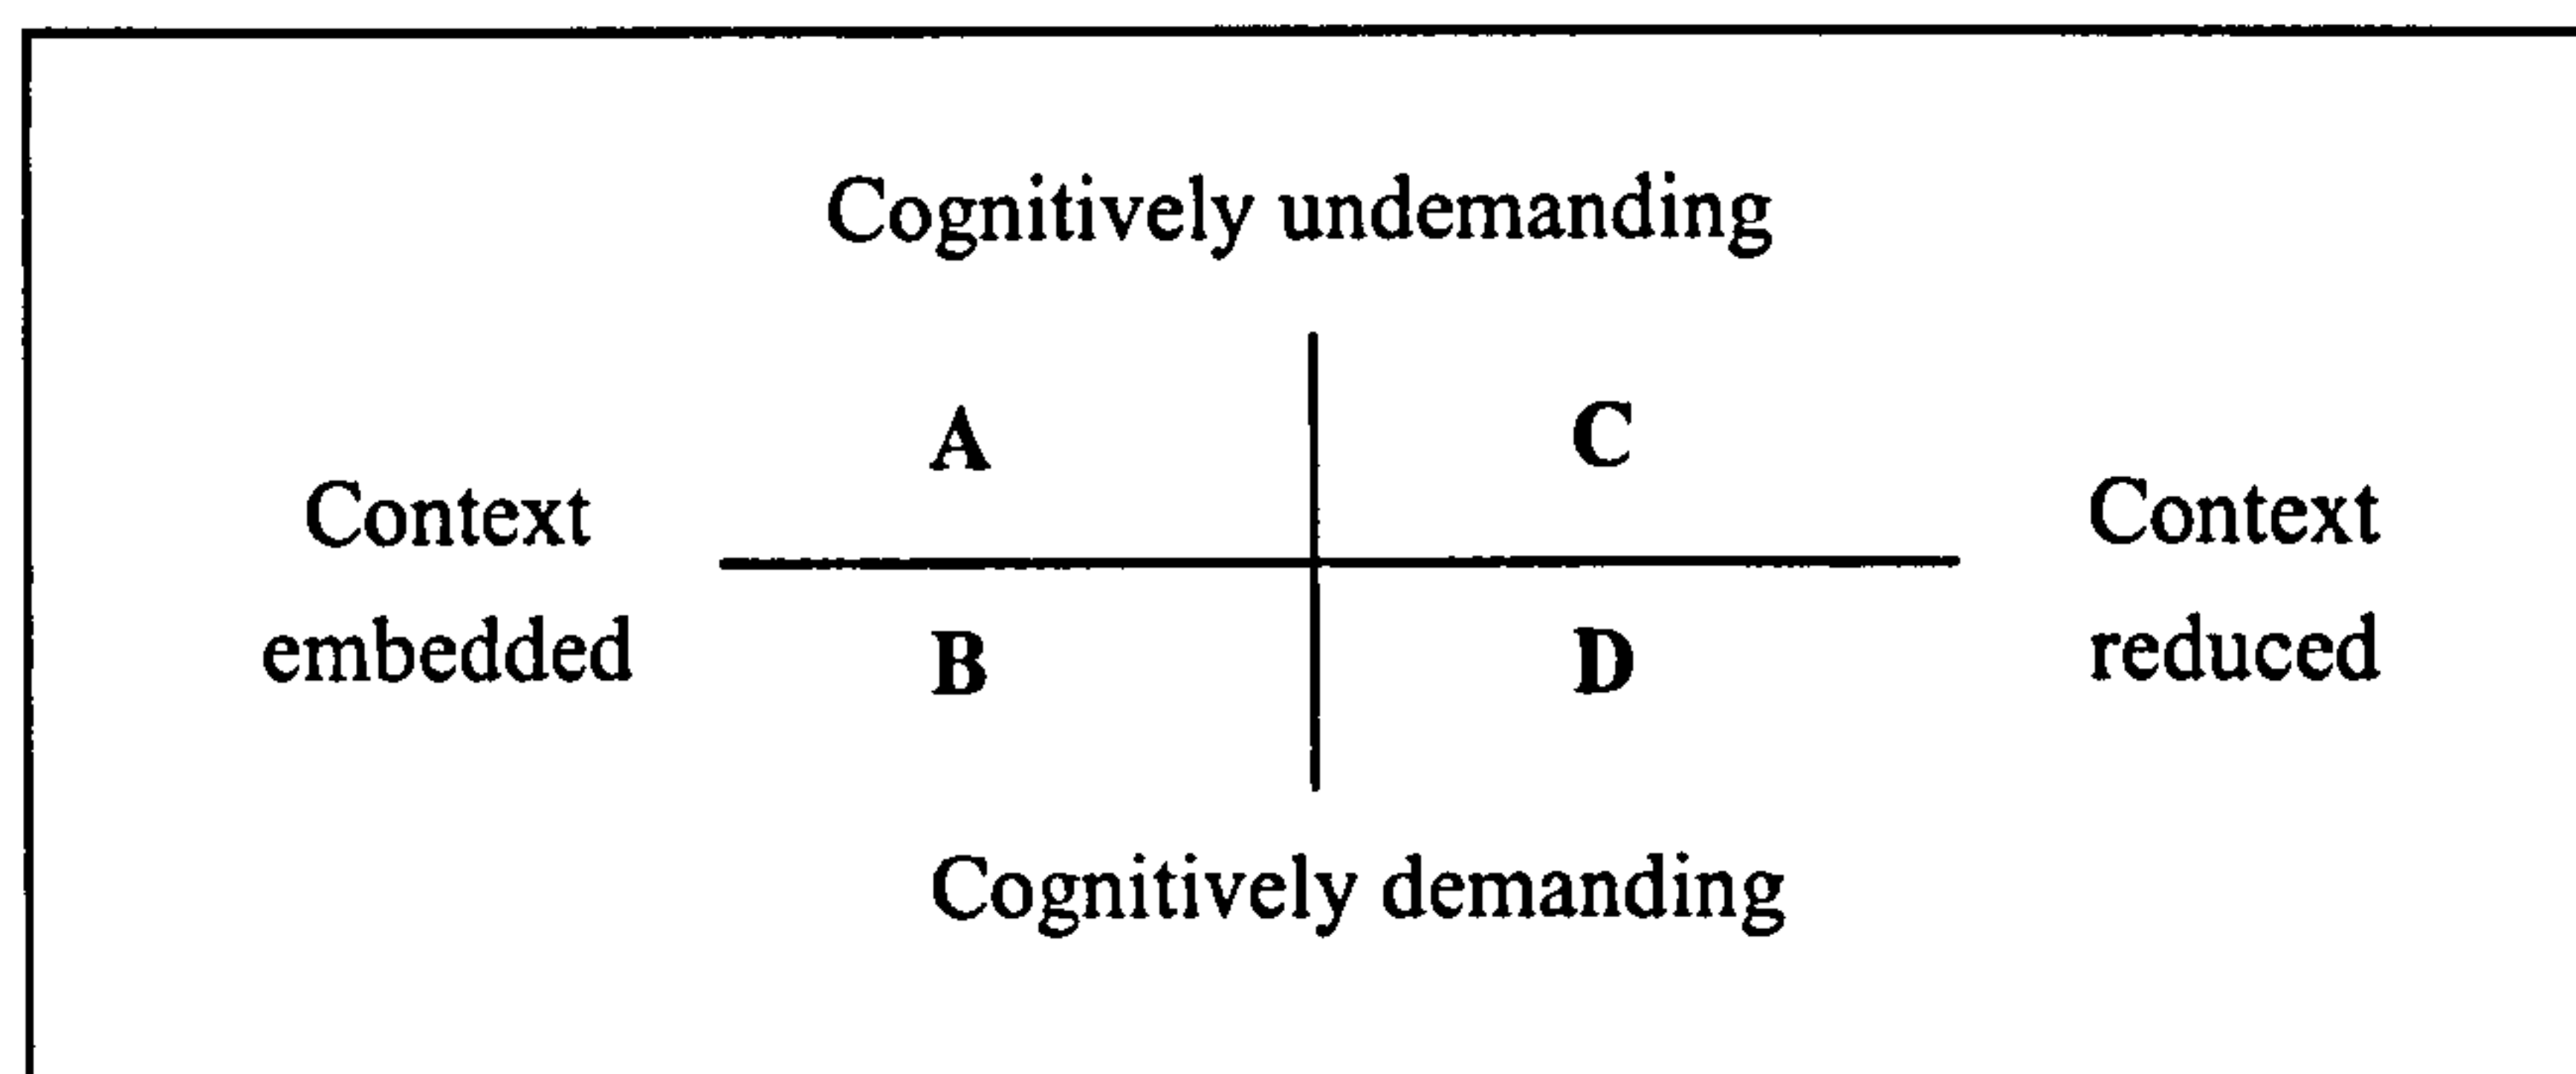 Cognitively undemanding
A C
Context Context
embedded reduced
B D
Cognitively demanding